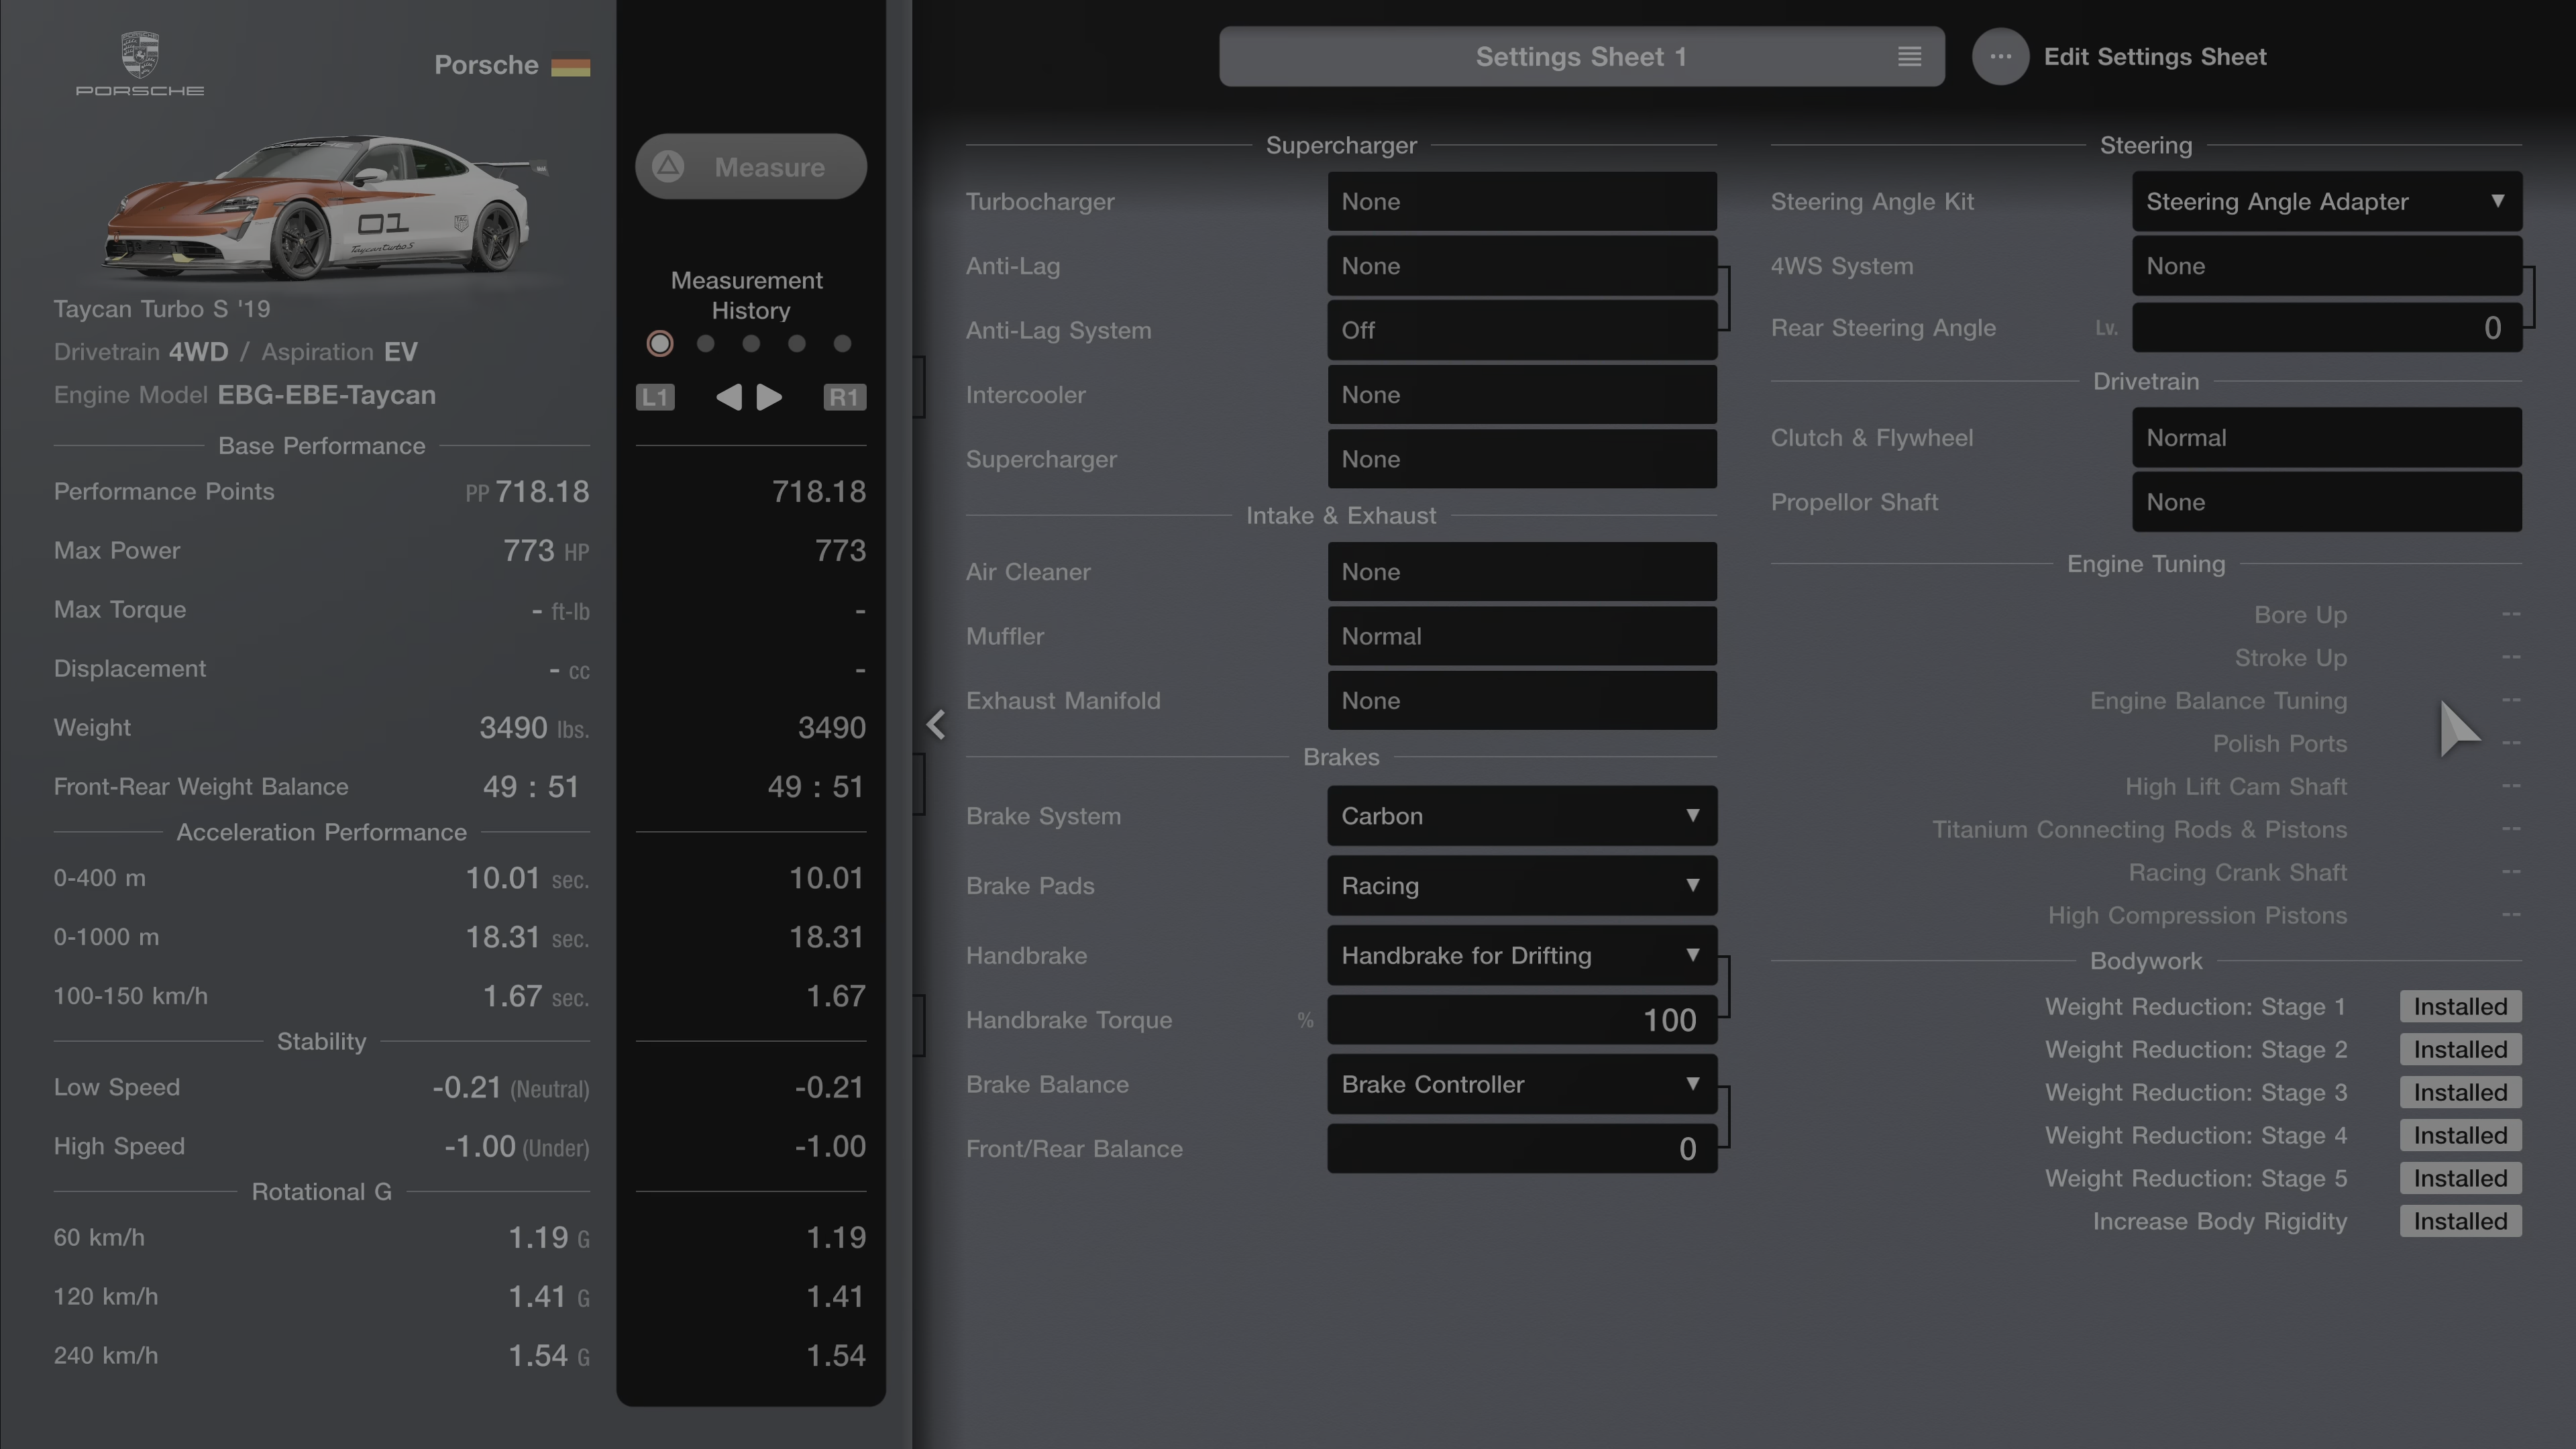 PORSCHE
Porsche
01
Taycan turbo S
Taycan Turbo S '19
Drivetrain 4WD / Aspiration EV
Engine Model EBG-EBE-Taycan
Base Performance
Performance Points PP 718.18
Max Power 773 HP
Max Torque - ft-lb
Displacement - cc
Weight 3490 lbs.
Front-Rear Weight Balance 49 : 51
Acceleration Performance
0-400 m 10.01 sec.
0-1000 m 18.31 sec.
100-150 km/h 1.67 sec.
Stability
Low Speed -0.21 (Neutral)
High Speed -1.00 (Under)
Rotational G
60 km/h 1.19 G
120 km/h 1.41 G
240 km/h 1.54 G
Measure
Measurement
History
L1 R1
718.18
773
-
-
3490
49 : 51
10.01
18.31
1.67
-0.21
-1.00
1.19
1.41
1.54
Settings Sheet 1
Edit Settings Sheet
Supercharger
Turbocharger None
Anti-Lag None
Anti-Lag System Off
Intercooler None
Supercharger None
Intake & Exhaust
Air Cleaner None
Muffler Normal
Exhaust Manifold None
Brakes
Brake System Carbon
Brake Pads Racing
Handbrake Handbrake for Drifting
Handbrake Torque % 100
Brake Balance Brake Controller
Front/Rear Balance 0
Steering
Steering Angle Kit Steering Angle Adapter
4WS System None
Rear Steering Angle Lv. 0
Drivetrain
Clutch & Flywheel Normal
Propellor Shaft None
Engine Tuning
Bore Up --
Stroke Up --
Engine Balance Tuning --
Polish Ports --
High Lift Cam Shaft --
Titanium Connecting Rods & Pistons --
Racing Crank Shaft --
High Compression Pistons --
Bodywork
Weight Reduction: Stage 1 Installed
Weight Reduction: Stage 2 Installed
Weight Reduction: Stage 3 Installed
Weight Reduction: Stage 4 Installed
Weight Reduction: Stage 5 Installed
Increase Body Rigidity Installed